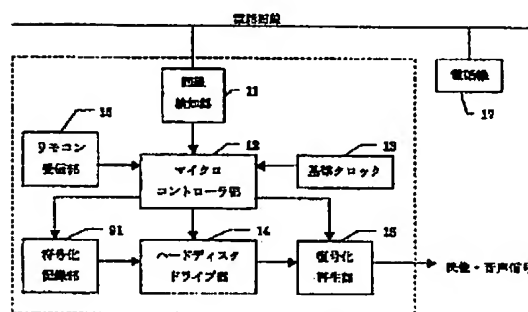 電話回線
回線
検知部
11
電話機
17
16
リモコン
受信部
12
マイクロ
コントローラ部
13
基準クロック
91
符号化
記録部
14
ハードディスク
ドライブ部
15
復号化
再生部
映像・音声信号